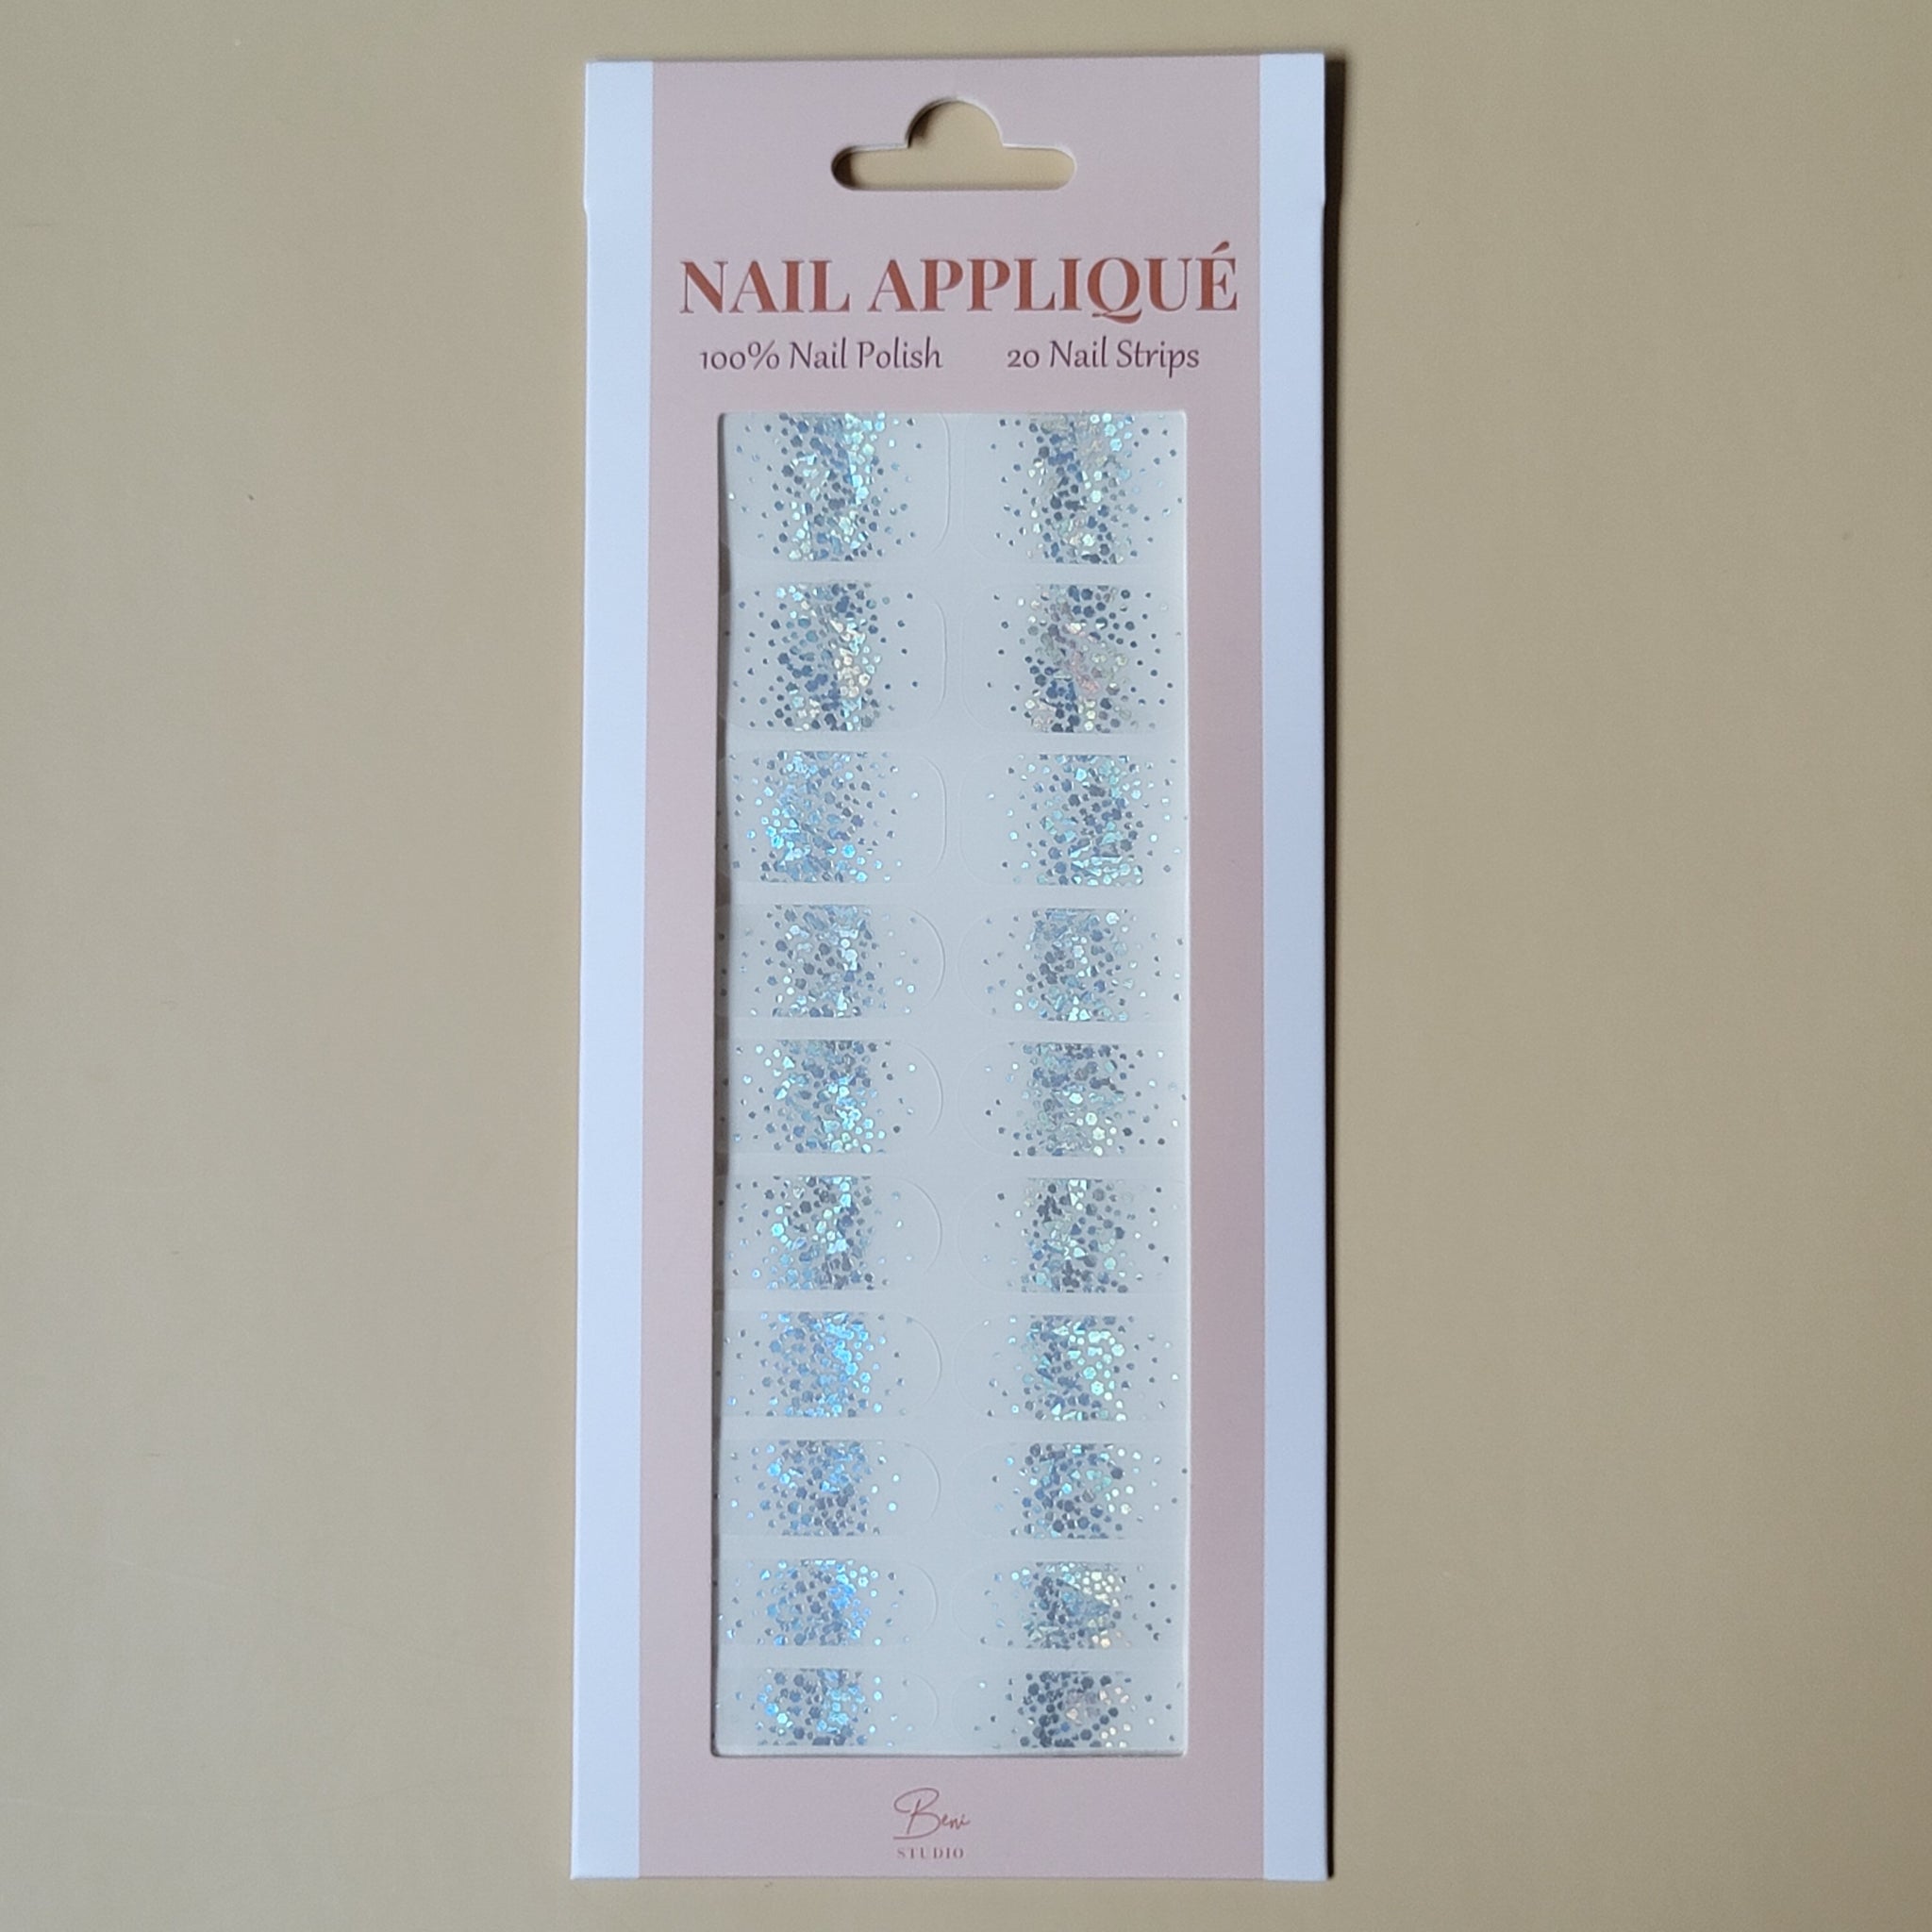 NAIL APPLIQUÉ
100% Nail Polish 20 Nail Strips
Beni
STUDIO